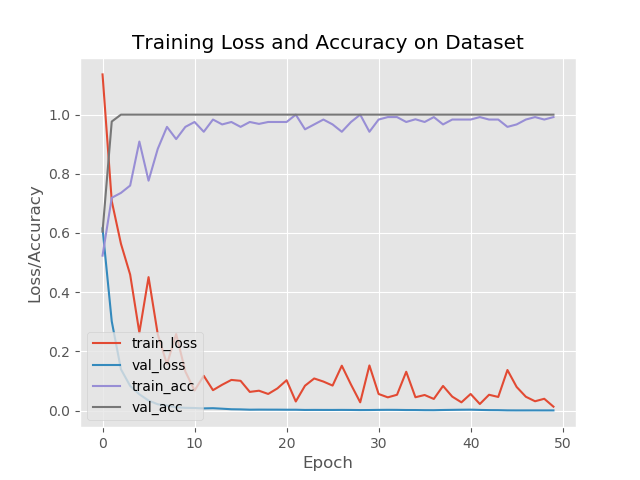 Training Loss and Accuracy on Dataset
Loss/Accuracy
1.0
0.8
0.6
0.4
0.2
0.0
train_loss
val_loss
train_acc
val_acc
0 10 20 30 40 50
Epoch